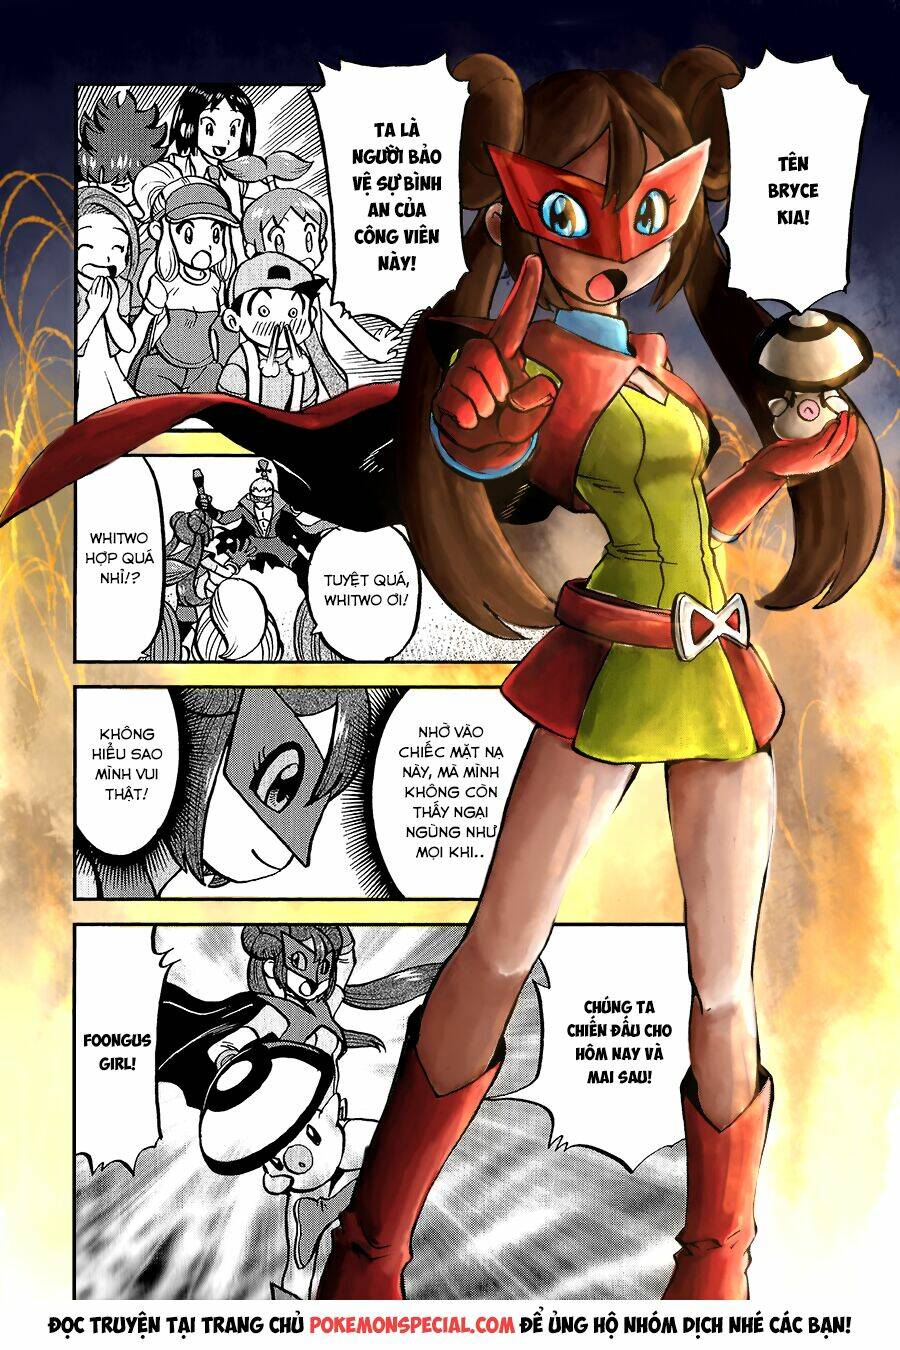 TÊN
BRYCE
KIA!
TA LÀ
NGƯỜI BẢO
VỆ SỰ BÌNH
AN CỦA
CÔNG VIÊN
NÀY!
TUYỆT QUÁ,
WHITWO ƠI!
WHITWO
HỢP QUÁ
NHỈ!?
NHỜ VÀO
CHIẾC MẶT NẠ
NÀY, MÀ MÌNH
KHÔNG CÒN
THẤY NGẠI
NGÙNG NHƯ
MỌI KHI..
KHÔNG
HIỂU SAO
MÌNH VUI
THẬT!
CHÚNG TA
CHIẾN ĐẤU CHO
HÔM NAY VÀ
MAI SAU!
FOONGUS
GIRL!
ĐỌC TRUYỆN TẠI TRANG CHỦ POKEMONSPECIAL.COM ĐỂ ỦNG HỘ NHÓM DỊCH NHÉ CÁC BẠN!